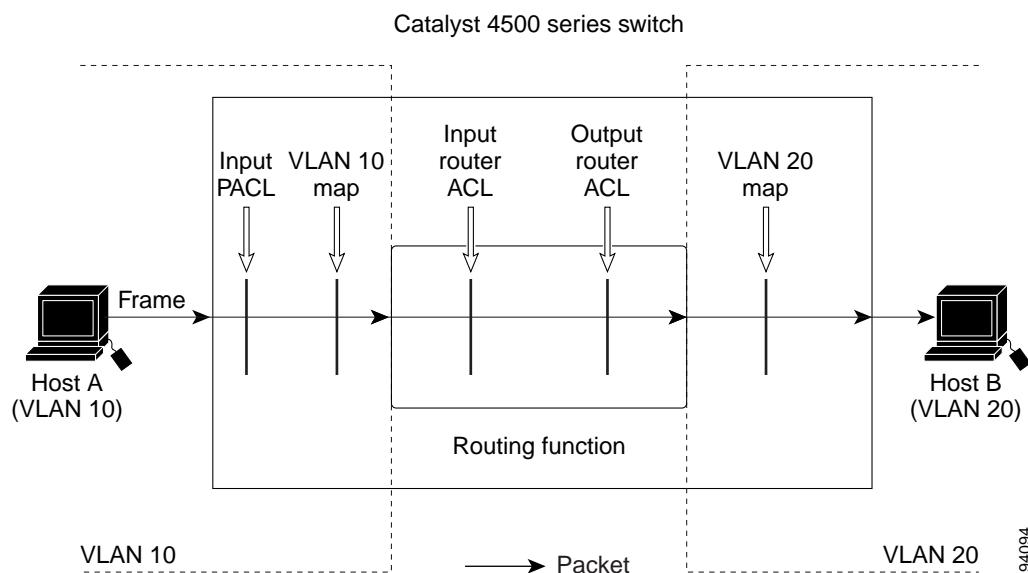 Catalyst 4500 series switch
Input
PACL
VLAN 10
map
Input
router
ACL
Output
router
ACL
VLAN 20
map
Frame
Host A
(VLAN 10)
Host B
(VLAN 20)
Routing function
VLAN 10
Packet
VLAN 20
94094